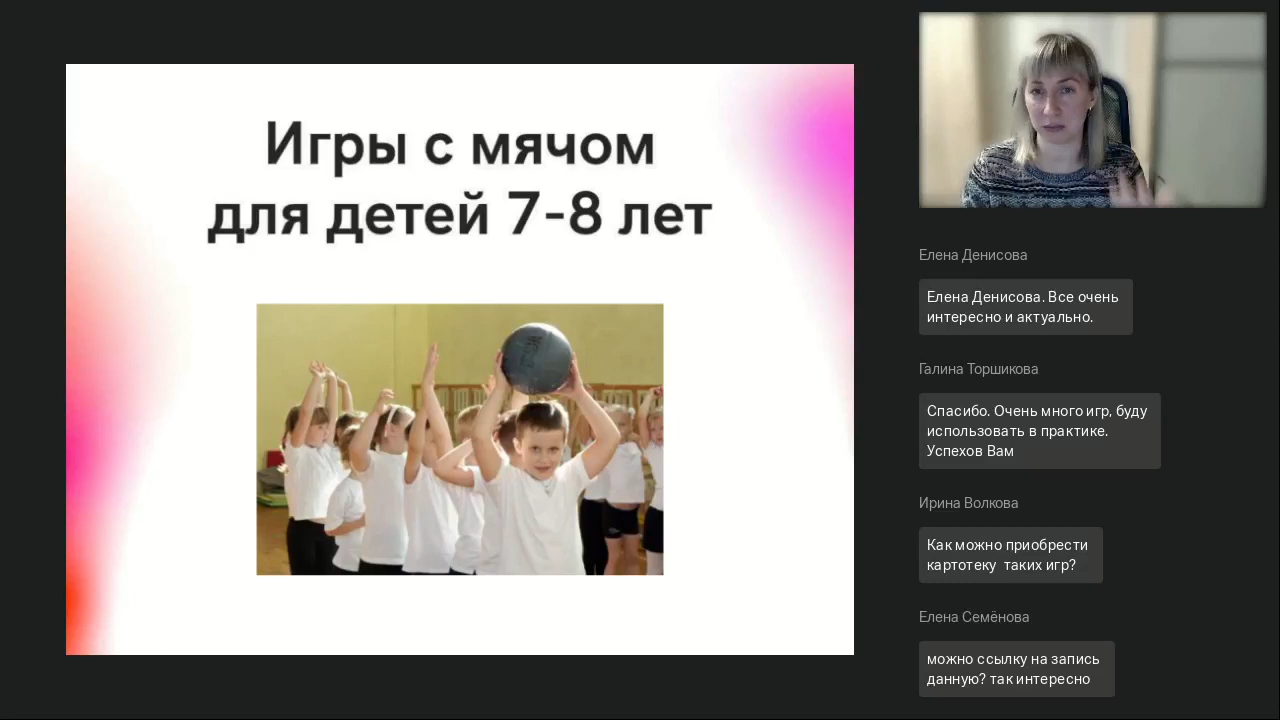 Игры с мячом
для детей 7-8 лет
Елена Денисова
Елена Денисова. Все очень
интересно и актуально.
Галина Торшикова
Спасибо. Очень много игр, буду
использовать в практике.
Успехов Вам
Ирина Волкова
Как можно приобрести
картотеку  таких игр?
Елена Семёнова
можно ссылку на запись
данную? так интересно